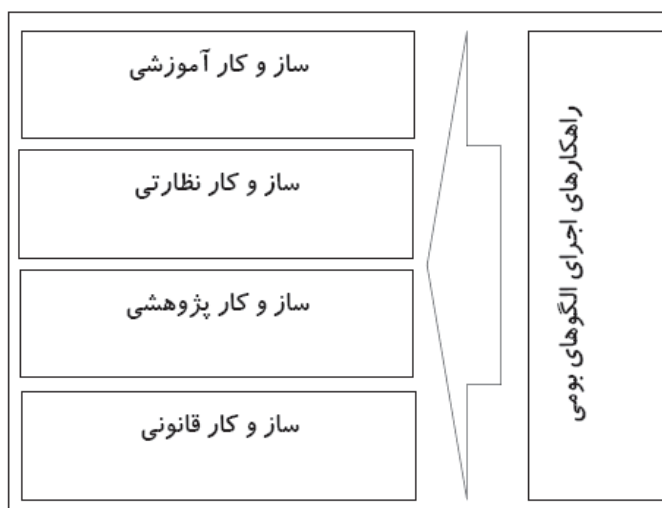 راهکارهای اجرای الگوهای بومی
ساز و کار آموزشی
ساز و کار نظارتی
ساز و کار پژوهشی
ساز و کار قانونی